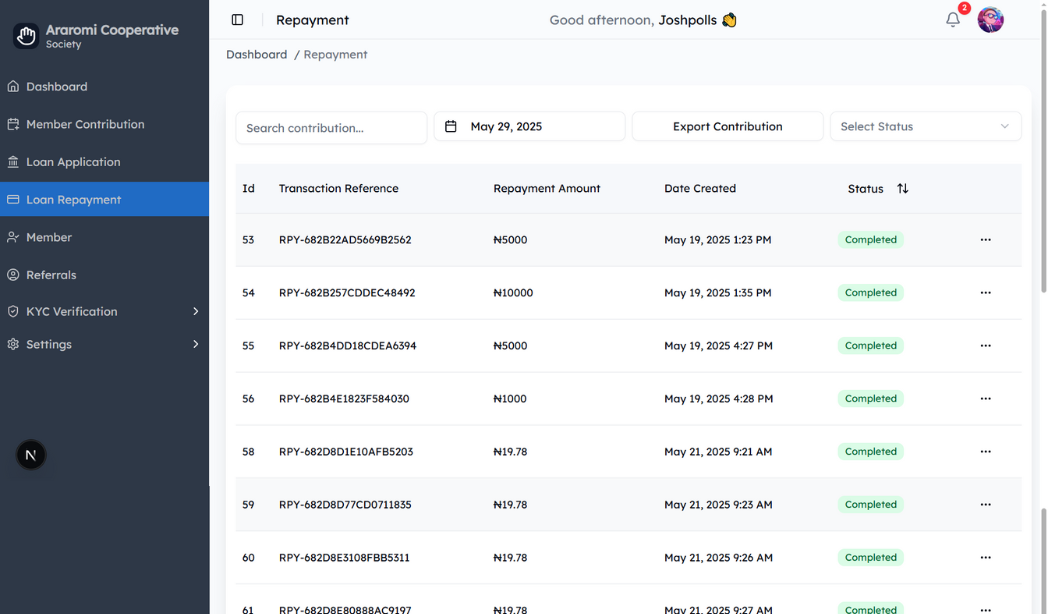 Araromi Cooperative
Society
Dashboard
Member Contribution
Loan Application
Loan Repayment
Member
Referrals
KYC Verification
Settings
N
Repayment
Good afternoon, Joshpolls 👋
2
Dashboard / Repayment
Search contribution...
May 29, 2025
Export Contribution
Select Status
Id Transaction Reference Repayment Amount Date Created Status
53 RPY-682B22AD5669B2562 ₦5000 May 19, 2025 1:23 PM Completed ...
54 RPY-682B257CDDEC48492 ₦10000 May 19, 2025 1:35 PM Completed ...
55 RPY-682B4DD18CDEA6394 ₦5000 May 19, 2025 4:27 PM Completed ...
56 RPY-682B4E1823F584030 ₦1000 May 19, 2025 4:28 PM Completed ...
58 RPY-682D8D1E10AFB5203 ₦19.78 May 21, 2025 9:21 AM Completed ...
59 RPY-682D8D77CD0711835 ₦19.78 May 21, 2025 9:23 AM Completed ...
60 RPY-682D8E3108FBB5311 ₦19.78 May 21, 2025 9:26 AM Completed ...
61 RPY-682D8E80888AC9197 ₦19.78 May 21, 2025 9:27 AM Completed ...